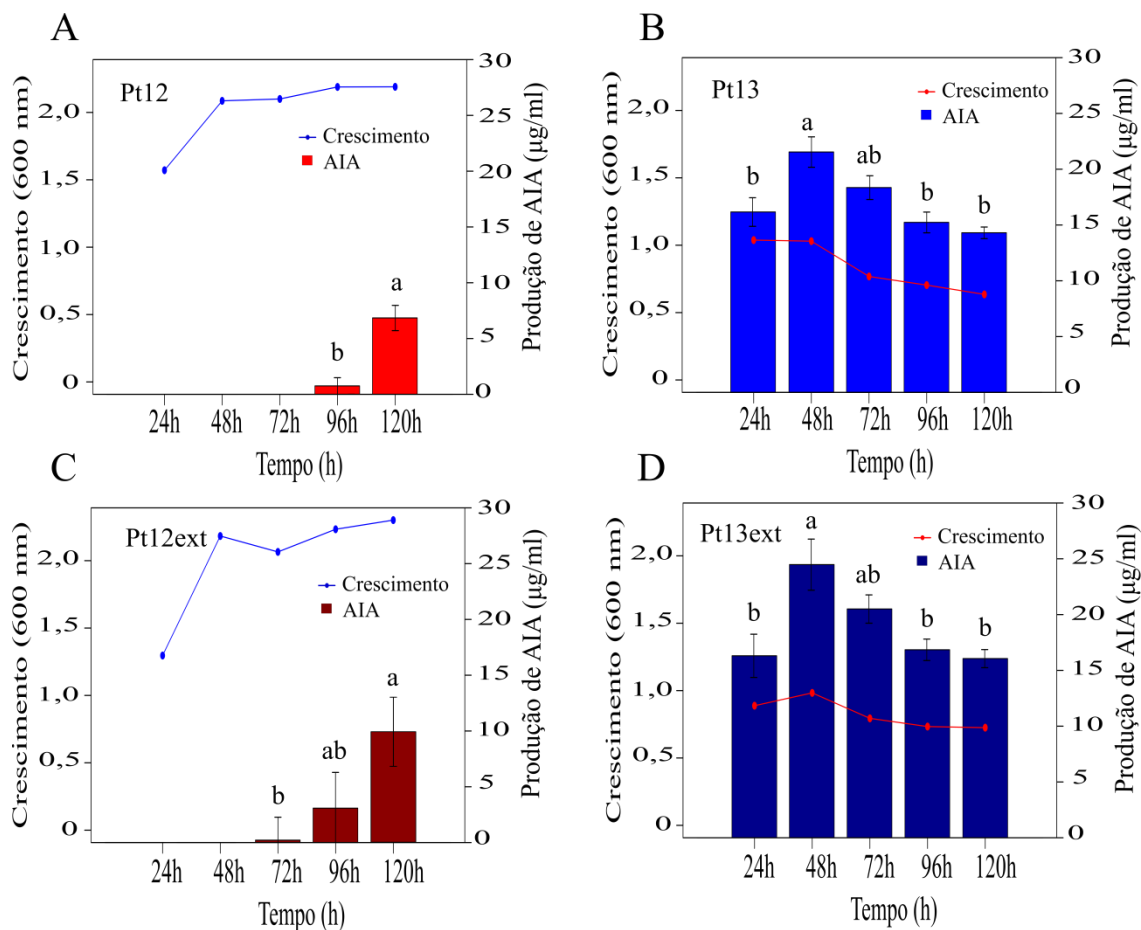 A
Pt12
Crescimento (600 nm)
2,0
1,5
1,0
0,5
0
30
25
20
15
10
5
0
Produção de AIA (µg/ml)
Crescimento
AIA
b
a
24h 48h 72h 96h 120h
Tempo (h)
B
Pt13
Crescimento (600 nm)
2,0
1,5
1,0
0,5
0
30
25
20
15
10
5
0
Produção de AIA (µg/ml)
Crescimento
AIA
b
a
ab
b
b
24h 48h 72h 96h 120h
Tempo (h)
C
Pt12ext
Crescimento (600 nm)
2,0
1,5
1,0
0,5
0
30
25
20
15
10
5
0
Produção de AIA (µg/ml)
Crescimento
AIA
b
ab
a
24h 48h 72h 96h 120h
Tempo (h)
D
Pt13ext
Crescimento (600 nm)
2,0
1,5
1,0
0,5
0
30
25
20
15
10
5
0
Produção de AIA (µg/ml)
Crescimento
AIA
b
a
ab
b
b
24h 48h 72h 96h 120h
Tempo (h)